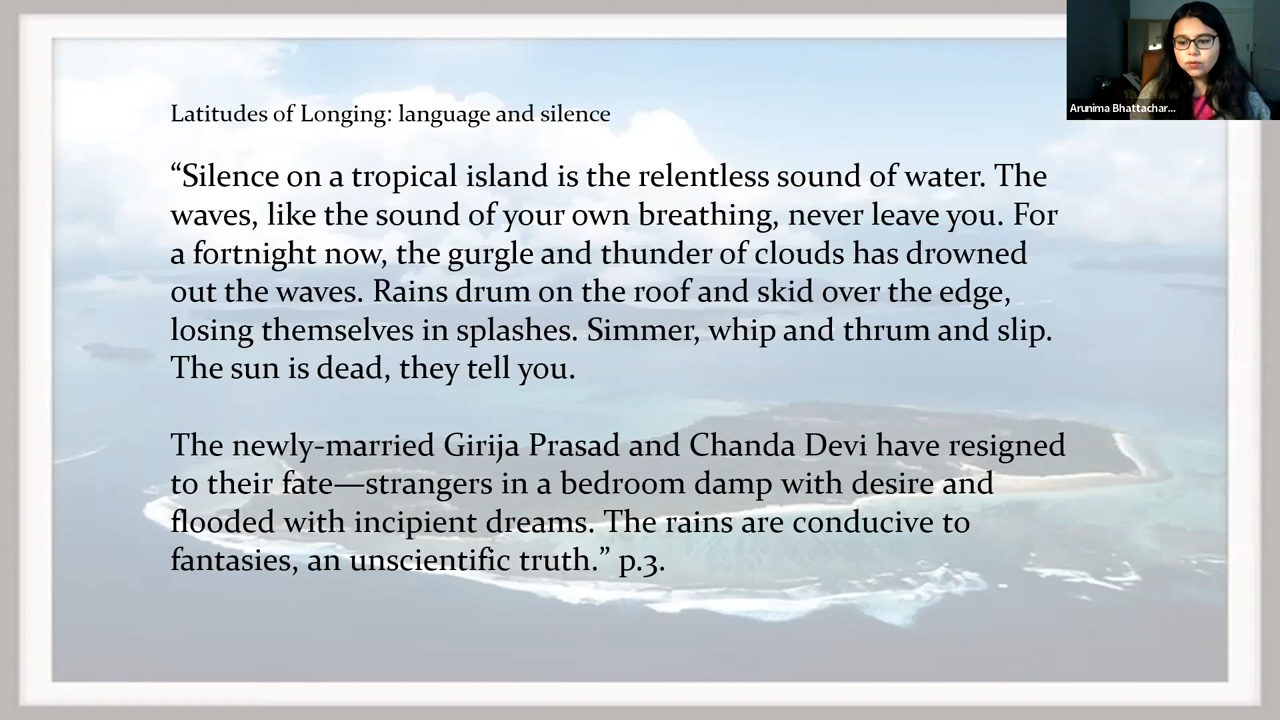 Arunima Bhattachar...
Latitudes of Longing: language and silence
“Silence on a tropical island is the relentless sound of water. The
waves, like the sound of your own breathing, never leave you. For
a fortnight now, the gurgle and thunder of clouds has drowned
out the waves. Rains drum on the roof and skid over the edge,
losing themselves in splashes. Simmer, whip and thrum and slip.
The sun is dead, they tell you.
The newly-married Girija Prasad and Chanda Devi have resigned
to their fate—strangers in a bedroom damp with desire and
flooded with incipient dreams. The rains are conducive to
fantasies, an unscientific truth.” p.3.